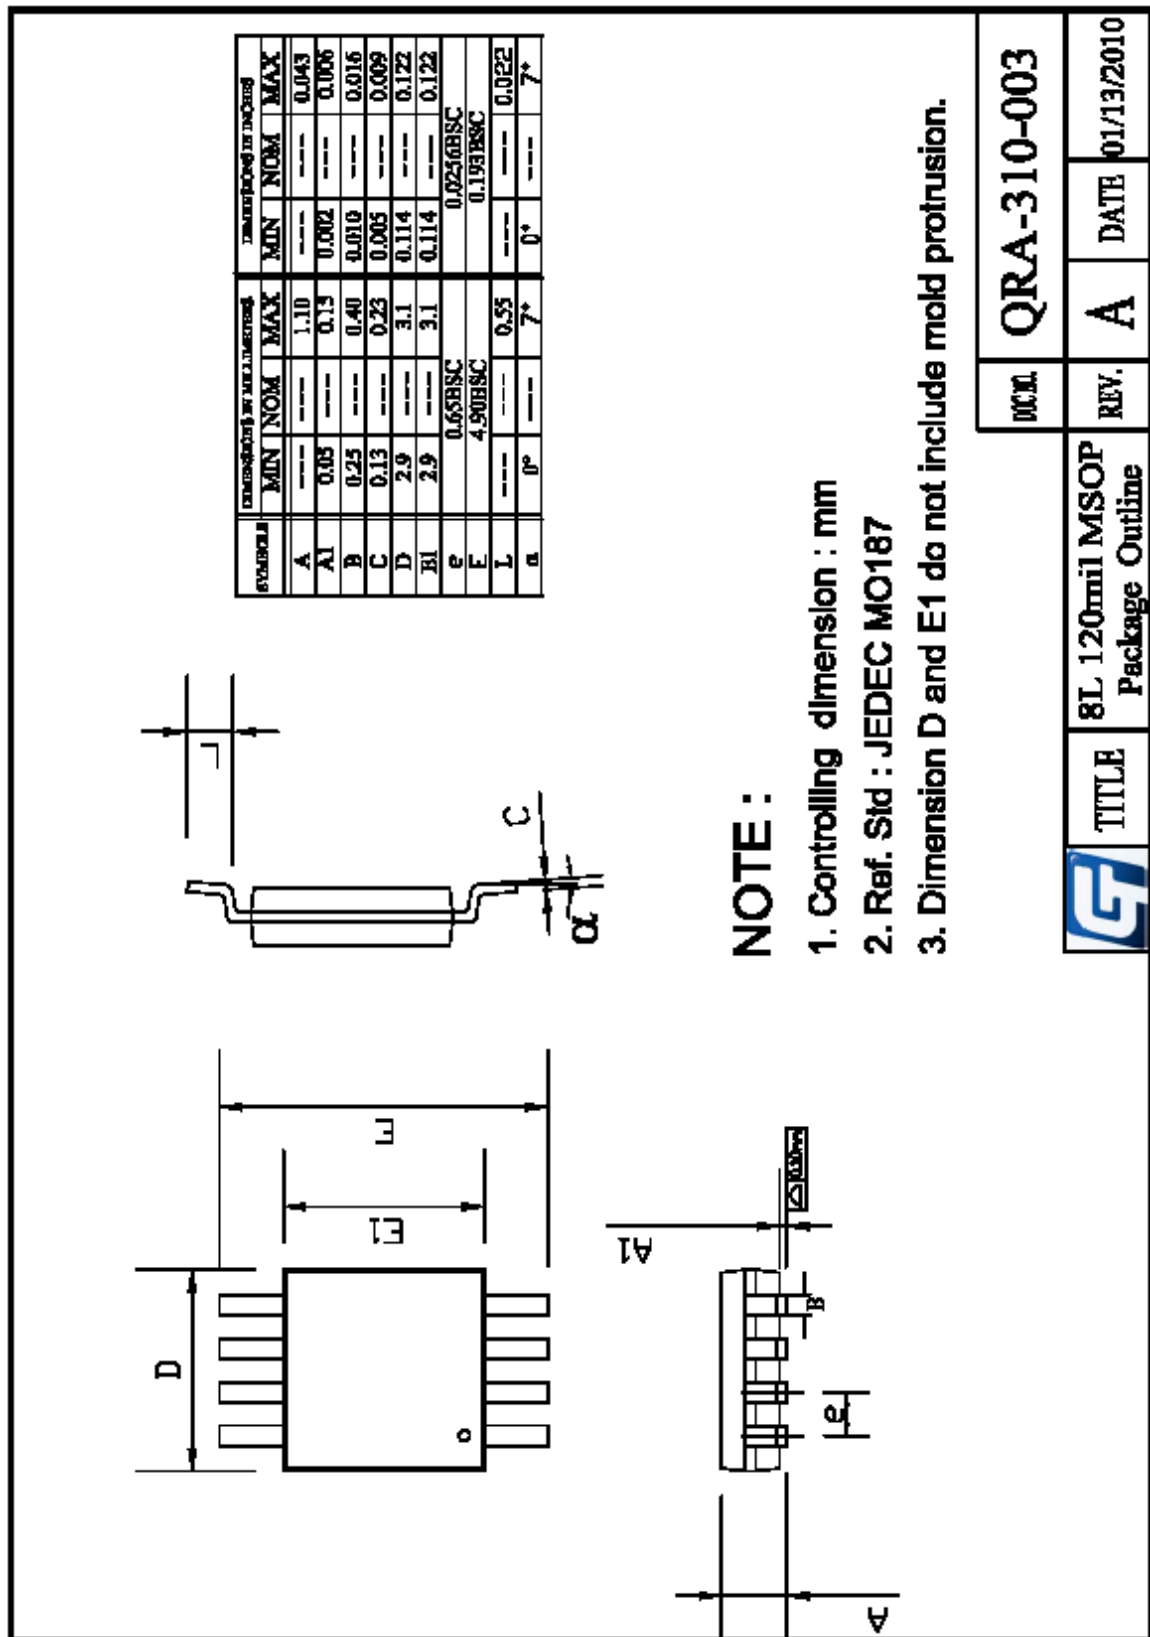 SYMBOLS
MIN NOM MAX MIN NOM MAX
A ---- ---- 1.10 ---- ---- 0.043
A1 0.05 ---- 0.15 0.002 ---- 0.006
B 0.25 ---- 0.40 0.010 ---- 0.016
C 0.13 ---- 0.23 0.005 ---- 0.009
D 2.9 ---- 3.1 0.114 ---- 0.122
2.9 ---- 3.1 0.114 ---- 0.122
e 0.65BSC 0.0256BSC
E 4.90BSC 0.193BSC
L ---- ---- 0.55 ---- ---- 0.022
α 0° ---- 7° 0° ---- 7°
D
E1
E
L
C
α
A
e
B
A1
NOTE :
1. Controlling dimension : mm
2. Ref. Std : JEDEC MO187
3. Dimension D and E1 do not include mold protrusion.
DOC NO. QRA-310-003
TITLE 8L 120mil MSOP
Package Outline
REV. A DATE 01/13/2010